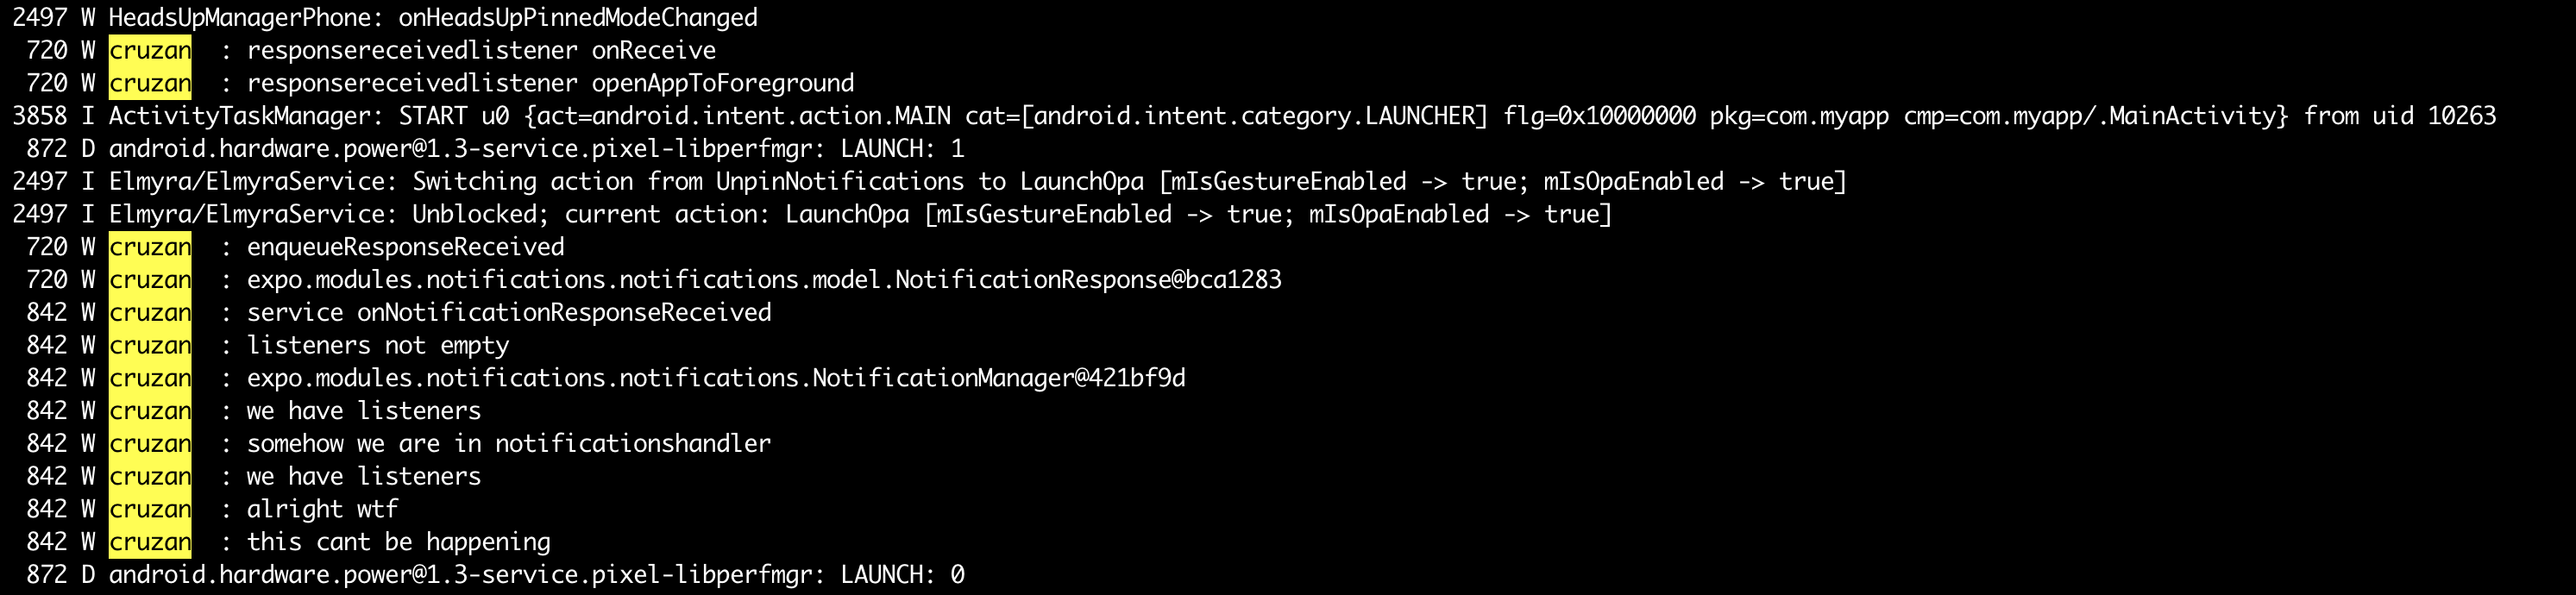 2497 W HeadsUpManagerPhone: onHeadsUpPinnedModeChanged
720 W cruzan  : responsereceivedlistener onReceive
720 W cruzan  : responsereceivedlistener openAppToForeground
3858 I ActivityTaskManager: START u0 {act=android.intent.action.MAIN cat=[android.intent.category.LAUNCHER] flg=0x10000000 pkg=com.myapp cmp=com.myapp/.MainActivity} from uid 10263
872 D android.hardware.power@1.3-service.pixel-libperfmgr: LAUNCH: 1
2497 I Elmyra/ElmyraService: Switching action from UnpinNotifications to LaunchOpa [mIsGestureEnabled -> true; mIsOpaEnabled -> true]
2497 I Elmyra/ElmyraService: Unblocked; current action: LaunchOpa [mIsGestureEnabled -> true; mIsOpaEnabled -> true]
720 W cruzan  : enqueueResponseReceived
720 W cruzan  : expo.modules.notifications.notifications.model.NotificationResponse@bca1283
842 W cruzan  : service onNotificationResponseReceived
842 W cruzan  : listeners not empty
842 W cruzan  : expo.modules.notifications.notifications.NotificationManager@421bf9d
842 W cruzan  : we have listeners
842 W cruzan  : somehow we are in notificationshandler
842 W cruzan  : we have listeners
842 W cruzan  : alright wtf
842 W cruzan  : this cant be happening
872 D android.hardware.power@1.3-service.pixel-libperfmgr: LAUNCH: 0